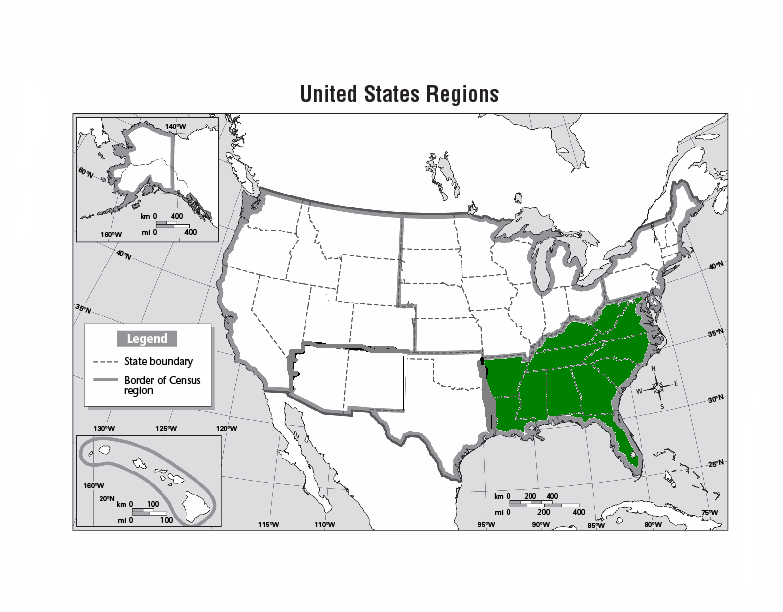 United States Regions
140°W
60°N
km 0 400
mi 0 400
160°W
40°N
40°N
35°N
35°N
Legend
State boundary
Border of Census
region
N
W E
S
30°N
130°W 125°W 120°W
25°N
160°W
20°N
km 0 100
mi 0 100
km 0 200 400
mi 0 200 400
115°W 110°W 95°W 90°W 85°W 80°W 75°W